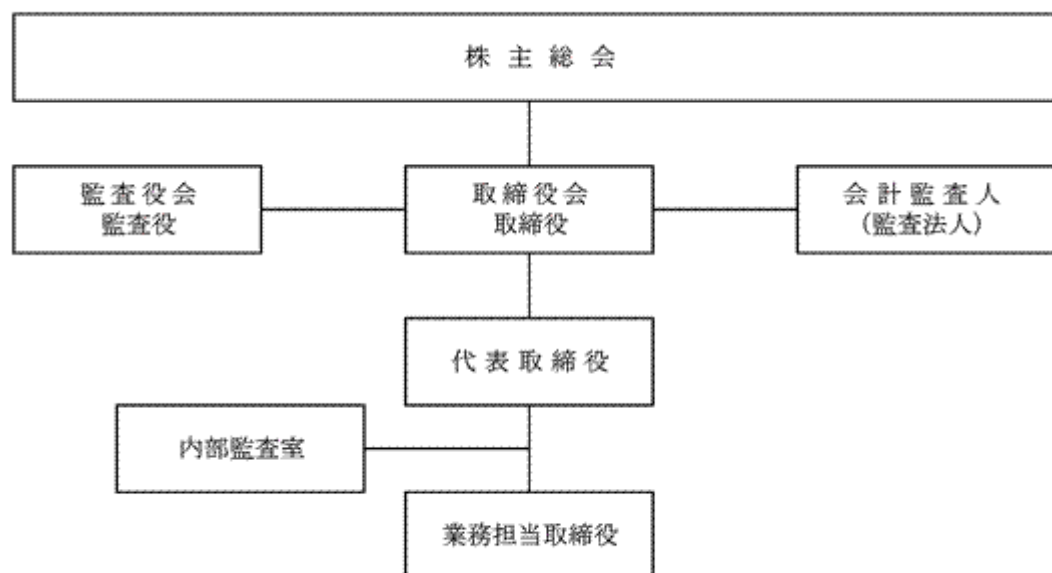 株主総会
監査役会
監査役
取締役会
取締役
会計監査人
(監査法人)
代表取締役
内部監査室
業務担当取締役